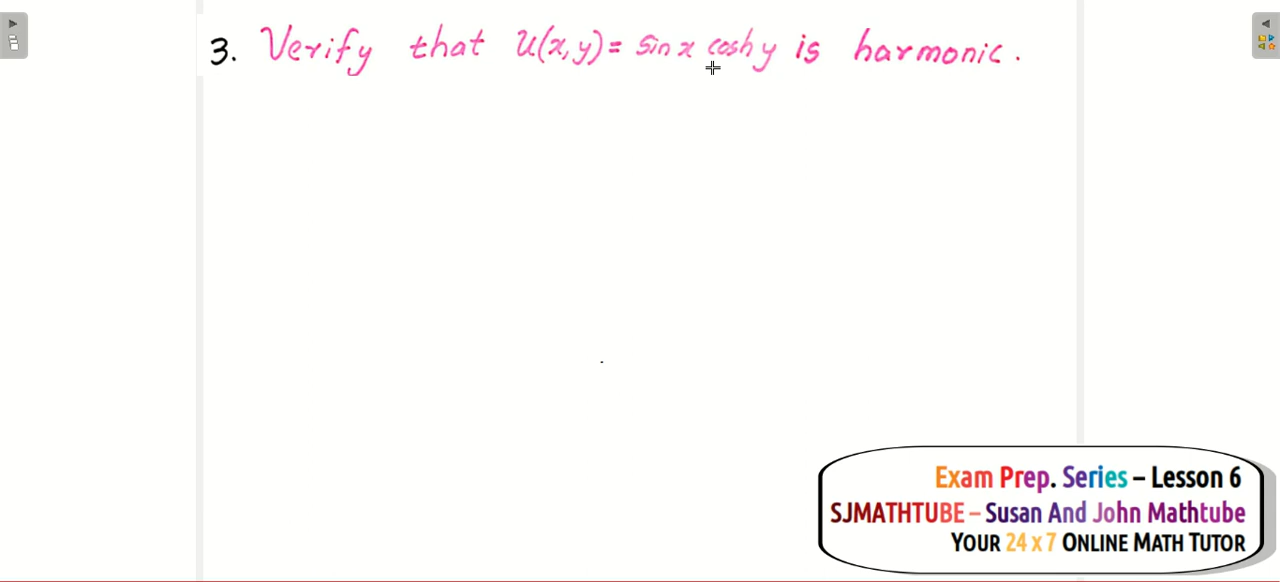 3. Verify that u(x,y)= sin x cosh y is harmonic.
Exam Prep. Series – Lesson 6
SJMATHTUBE – Susan And John Mathtube
YOUR 24 x 7 ONLINE MATH TUTOR